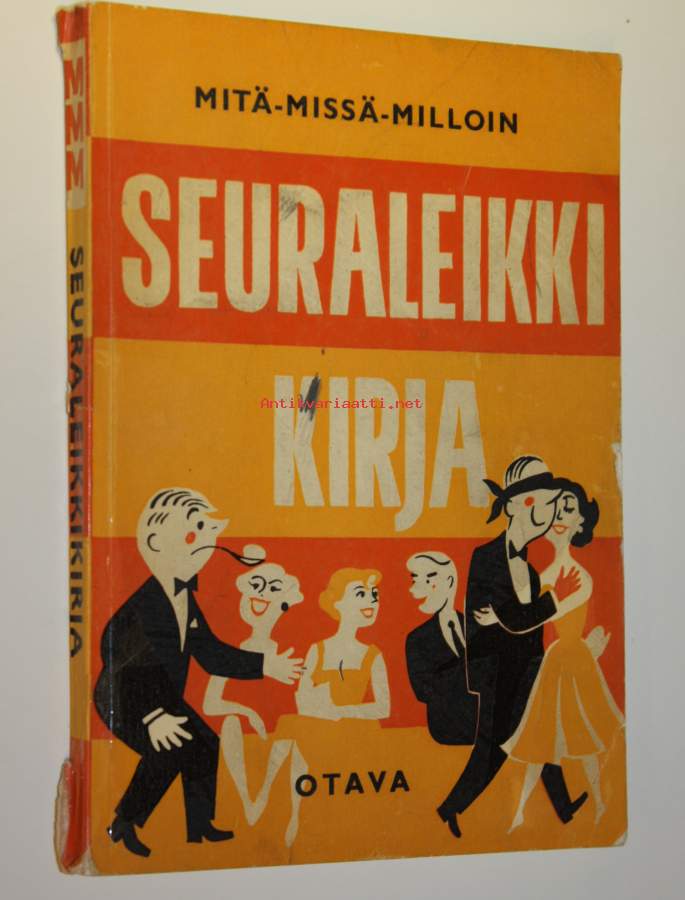 MITÄ-MISSÄ-MILLOIN
SEURALEIKKI
KIRJA
OTAVA
MMM
SEURALEIKKIKIRJA
Antikvariaatti.net